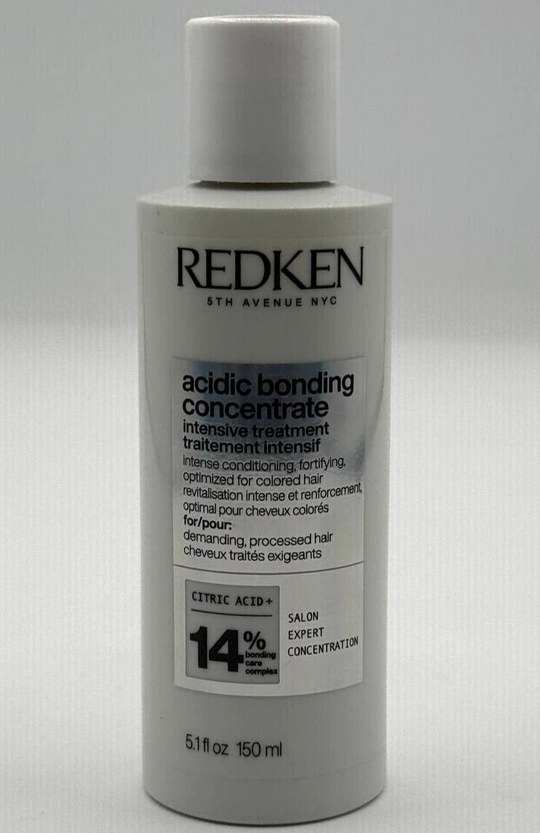 REDKEN
5TH AVENUE NYC
acidic bonding
concentrate
intensive treatment
traitement intensif
intense conditioning, fortifying,
optimized for colored hair
revitalisation intense et renforcement,
optimal pour cheveux colorés
for/pour:
demanding, processed hair
cheveux traités exigeants
CITRIC ACID+
14%
bonding
care
complex
SALON
EXPERT
CONCENTRATION
5.1 fl oz 150 ml